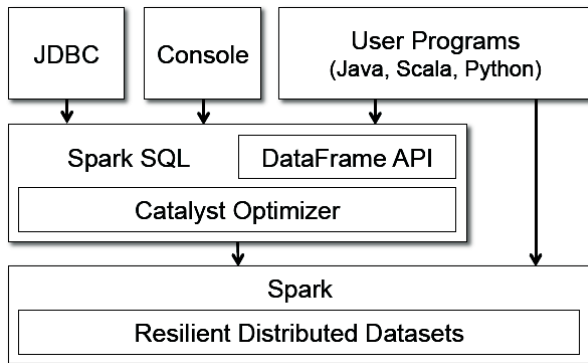 JDBC
Console
User Programs
(Java, Scala, Python)
Spark SQL
DataFrame API
Catalyst Optimizer
Spark
Resilient Distributed Datasets